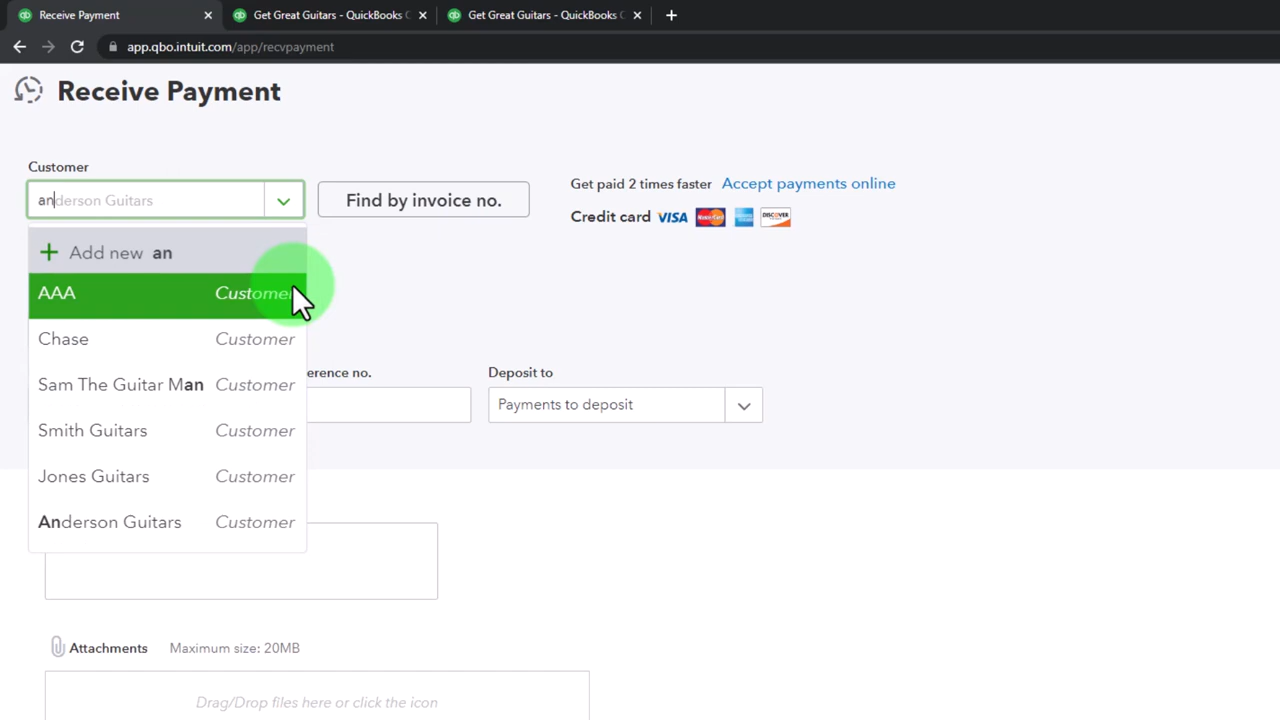 Receive Payment
Get Great Guitars - QuickBooks
Get Great Guitars - QuickBooks
app.qbo.intuit.com/app/recvpayment
Receive Payment
Customer
anderson Guitars
Find by invoice no.
Get paid 2 times faster Accept payments online
Credit card VISA MasterCard DISCOVER
+ Add new an
AAA Customer
Chase Customer
Sam The Guitar Man Customer
Smith Guitars Customer
Jones Guitars Customer
Anderson Guitars Customer
erence no.
Deposit to
Payments to deposit
Attachments Maximum size: 20MB
Drag/Drop files here or click the icon